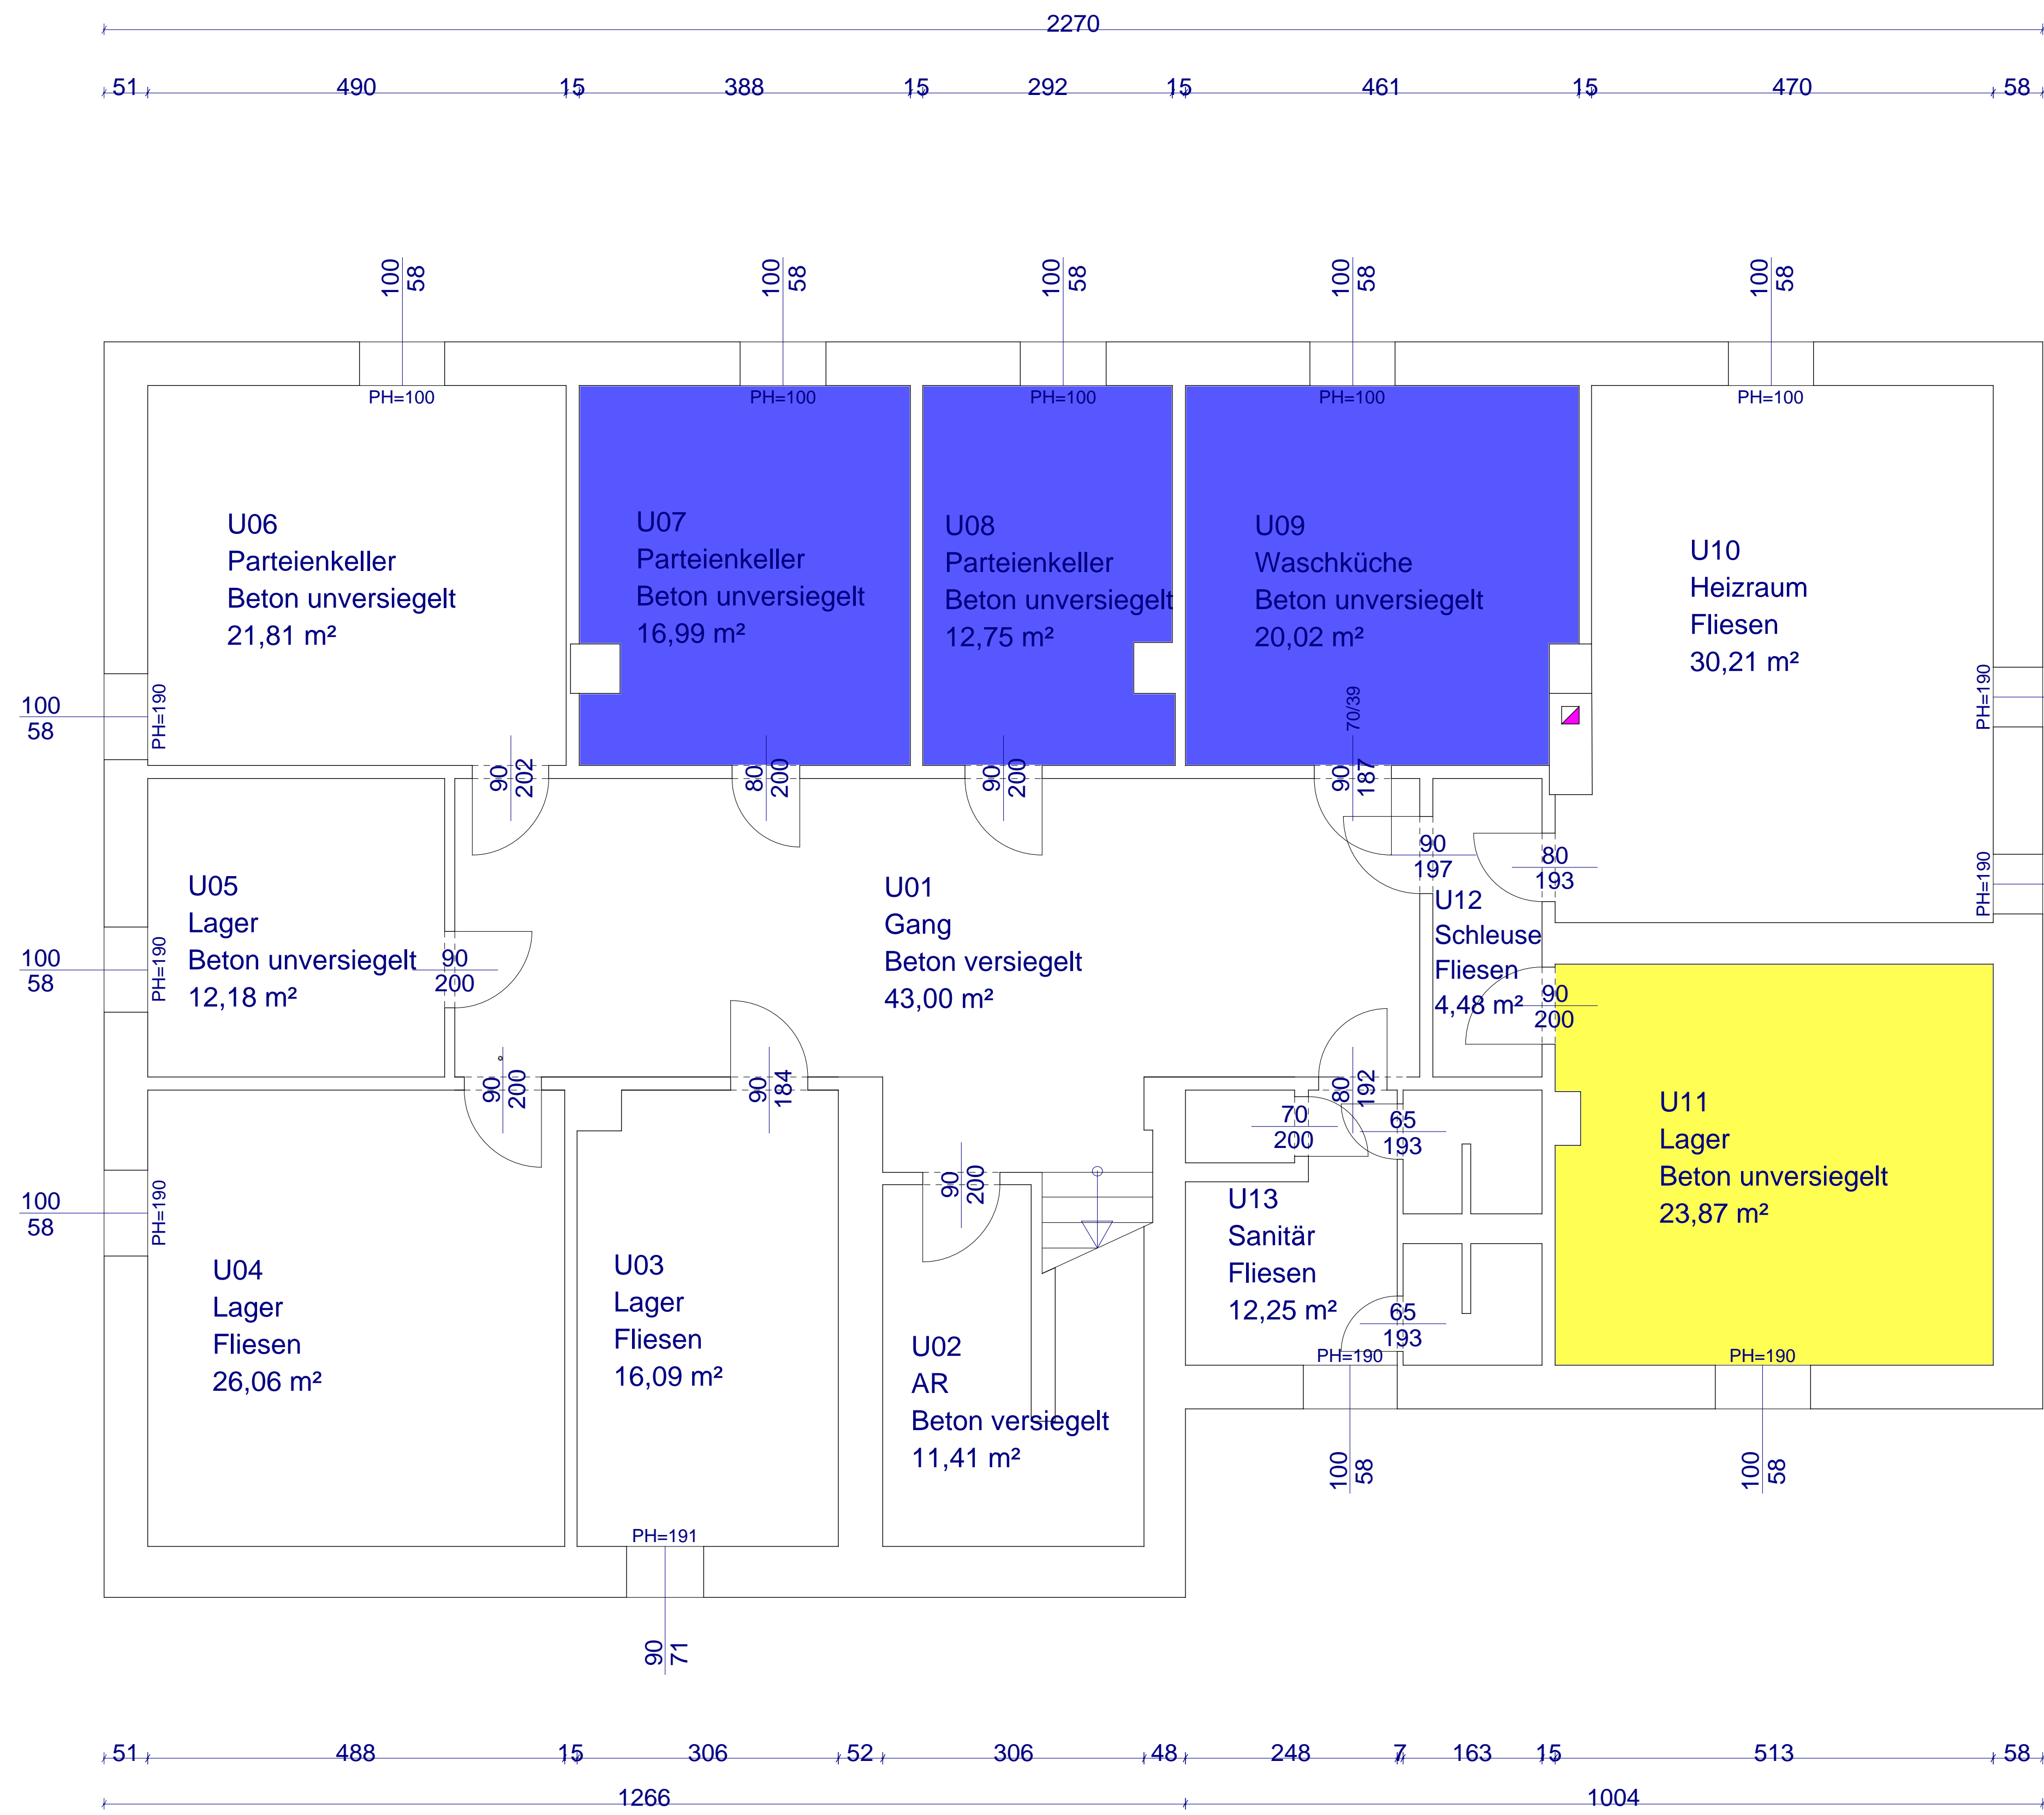 2270
51 490 15 388 15 292 15 461 15 470 58
100 58
100 58
100 58
100 58
100 58
PH=100
PH=100
PH=100
PH=100
PH=100
U06
Parteienkeller
Beton unversiegelt
21,81 m²
U07
Parteienkeller
Beton unversiegelt
16,99 m²
U08
Parteienkeller
Beton unversiegelt
12,75 m²
U09
Waschküche
Beton unversiegelt
20,02 m²
U10
Heizraum
Fliesen
30,21 m²
100
58
PH=190
70/39
PH=190
90 202
80 200
90 200
90 187
90
197
80
193
PH=190
U05
Lager
Beton unversiegelt
12,18 m²
100
58
PH=190
90
200
U01
Gang
Beton versiegelt
43,00 m²
U12
Schleuse
Fliesen
4,48 m²
90
200
90 200
90 184
80 192
70
200
65
193
U11
Lager
Beton unversiegelt
23,87 m²
100
58
PH=190
90 200
U13
Sanitär
Fliesen
12,25 m²
65
193
PH=190
PH=190
U04
Lager
Fliesen
26,06 m²
U03
Lager
Fliesen
16,09 m²
U02
AR
Beton versiegelt
11,41 m²
100 58
100 58
PH=191
90 71
51 488 15 306 52 306 48 248 7 163 15 513 58
1266 1004